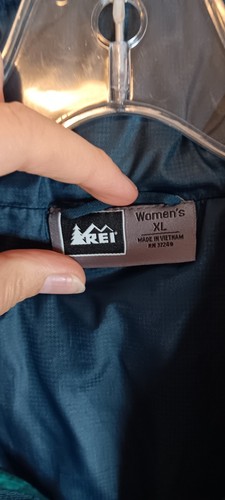 REI
Women's
XL
MADE IN VIETNAM
RN 37249